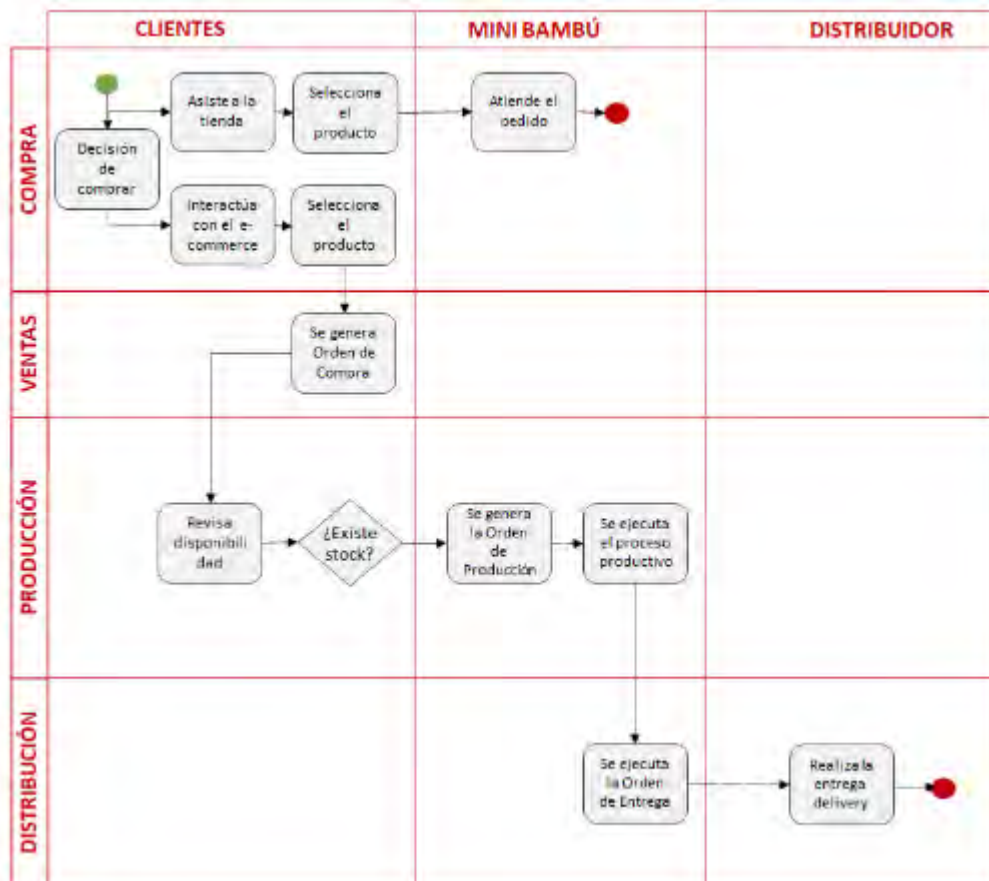 CLIENTES
MINI BAMBÚ
DISTRIBUIDOR
COMPRA
Decisión
de
comprar
Asiste a la
tienda
Selecciona
el
producto
Atiende el
pedido
Interactúa
con el e-
commerce
Selecciona
el
producto
VENTAS
Se genera
Orden de
Compra
PRODUCCIÓN
Revisa
disponibili
dad
¿Existe
stock?
Se genera
la Orden
de
Producción
Se ejecuta
el proceso
productivo
DISTRIBUCIÓN
Se ejecuta
la Orden
de Entrega
Realiza la
entrega
delivery